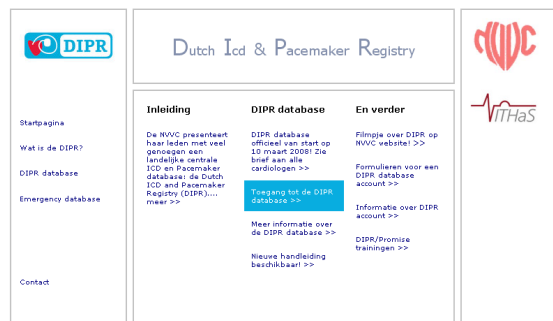 DIPR
Dutch Icd & Pacemaker Registry
NVVC
VITHaS
Startpagina
Wat is de DIPR?
DIPR database
Emergency database
Contact
Inleiding
De NVVC presenteert
haar leden met veel
genoegen een
landelijke centrale
ICD en Pacemaker
database: de Dutch
ICD and Pacemaker
Registry (DIPR)....
meer >>
DIPR database
DIPR database
officieel van start op
10 maart 2008! Zie
brief aan alle
cardiologen >>
Toegang tot de DIPR
database >>
Meer informatie over
de DIPR database >>
Nieuwe handleiding
beschikbaar! >>
En verder
Filmpje over DIPR op
NVVC website! >>
Formulieren voor een
DIPR database
account >>
Informatie over DIPR
account >>
DIPR/Promise
trainingen >>